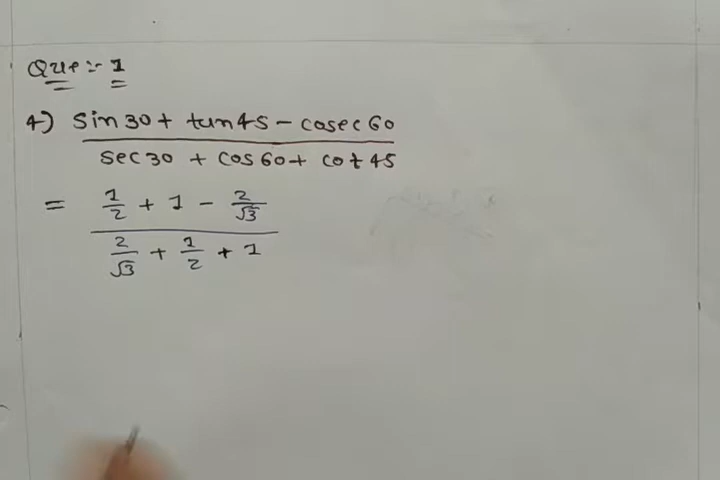 Que :- 1
4) sin 30 + tan 45 - cosec 60
sec 30 + cos 60 + cot 45
= 1/2 + 1 - 2/√3
2/√3 + 1/2 + 1